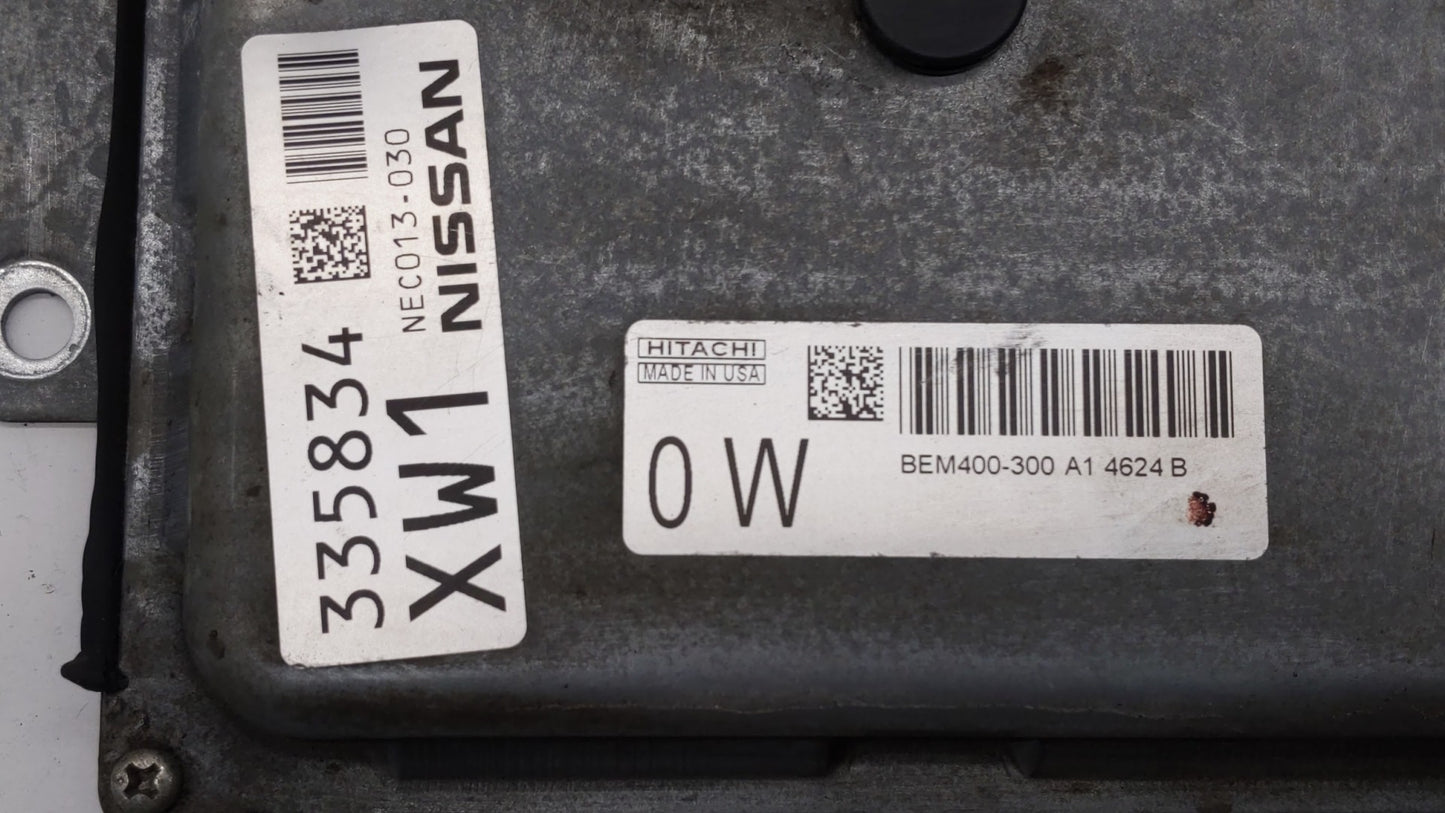 NISSAN
NEC013-030
335834
XW1
HITACHI
MADE IN USA
0 W
BEM400-300 A1 4624 B